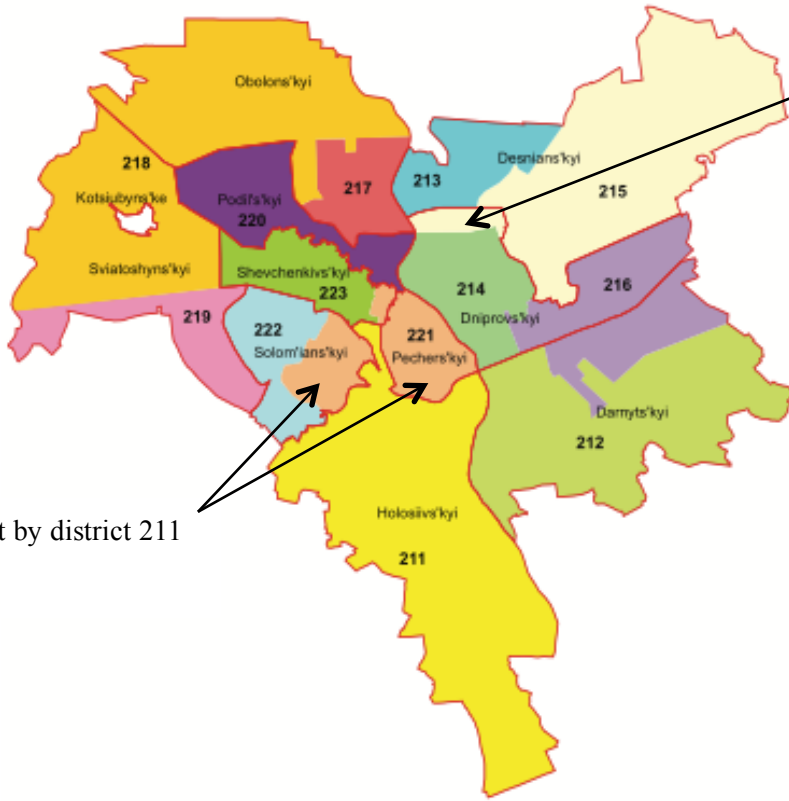 Obolons'kyi
Desnians'kyi
218
217
213
215
Kotsiubyns'ke
Podil's'kyi
220
Sviatoshyns'kyi
Shevchenkivs'kyi
223
214
216
Dniprovs'kyi
219
222
Solom'ians'kyi
221
Pechers'kyi
Darnyts'kyi
212
Holosiivs'kyi
t by district 211
211